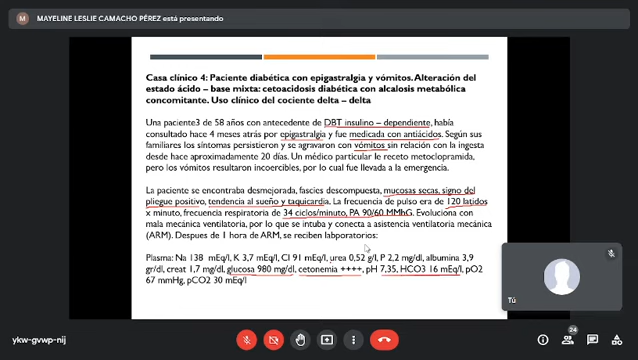 M MAYELINE LESLIE CAMACHO PÉREZ está presentando
Casa clínico 4: Paciente diabética con epigastralgia y vómitos. Alteración del
estado ácido – base mixta: cetoacidosis diabética con alcalosis metabólica
concomitante. Uso clínico del cociente delta – delta
Una paciente3 de 58 años con antecedente de DBT insulino – dependiente, había
consultado hace 4 meses atrás por epigastralgia y fue medicada con antiácidos. Según sus
familiares los síntomas persistieron y se agravaron con vómitos sin relación con la ingesta
desde hace aproximadamente 20 días. Un médico particular le receto metoclopramida,
pero los vómitos resultaron incoercibles, por lo cual fue llevada a la emergencia.
La paciente se encontraba desmejorada, fascies descompuesta, mucosas secas, signo del
pliegue positivo, tendencia al sueño y taquicardia. La frecuencia de pulso era de 120 latidos
x minuto, frecuencia respiratoria de 34 ciclos/minuto, PA 90/60 MMhG. Evoluciona con
mala mecánica ventilatoria, por lo que se intuba y conecta a asistencia ventilatoria mecánica
(ARM). Despues de 1 hora de ARM, se reciben labporatorios:
Plasma: Na 138 mEq/l, K 3,7 mEq/l, Cl 91 mEq/l, urea 0,52 g/l, P 2,2 mg/dl, albumina 3,9
gr/dl, creat 1,7 mg/dl, glucosa 980 mg/dl, cetonemia ++++, pH 7,35, HCO3 16 mEq/l, pO2
67 mmHg, pCO2 30 mEq/l
Tú
ykw-gvwp-nij
24